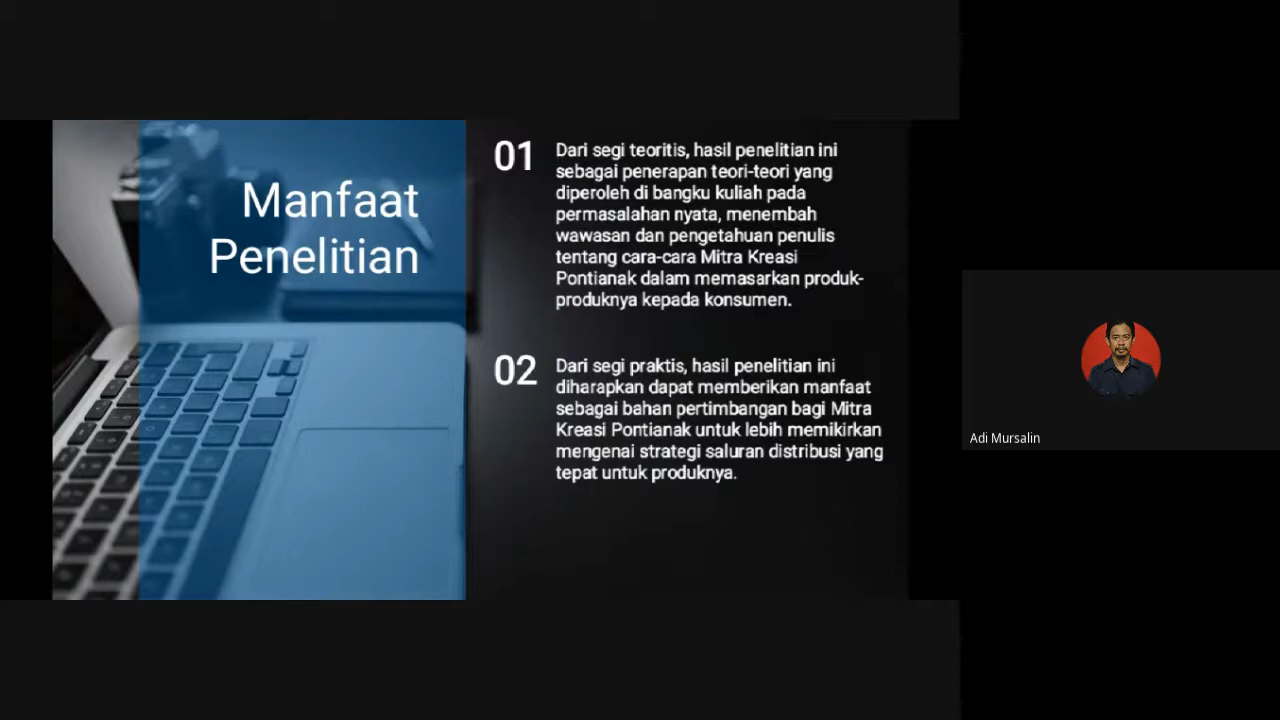 Manfaat
Penelitian
01
Dari segi teoritis, hasil penelitian ini
sebagai penerapan teori-teori yang
diperoleh di bangku kuliah pada
permasalahan nyata, menembah
wawasan dan pengetahuan penulis
tentang cara-cara Mitra Kreasi
Pontianak dalam memasarkan produk-
produknya kepada konsumen.
02
Dari segi praktis, hasil penelitian ini
diharapkan dapat memberikan manfaat
sebagai bahan pertimbangan bagi Mitra
Kreasi Pontianak untuk lebih memikirkan
mengenai strategi saluran distribusi yang
tepat untuk produknya.
Adi Mursalin